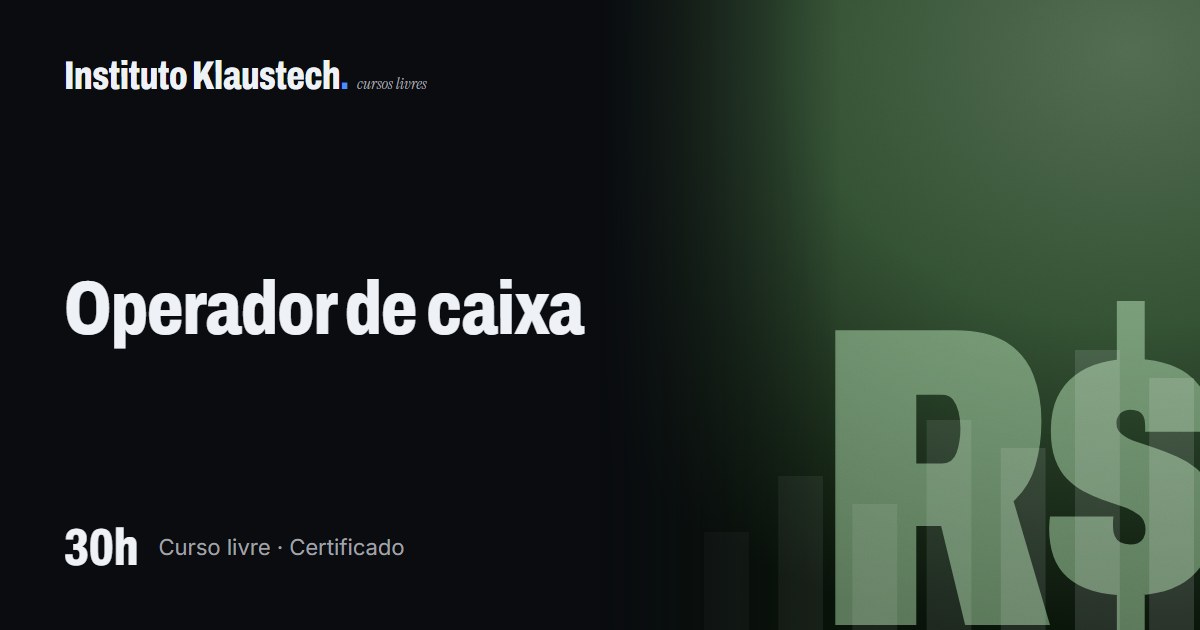 Instituto Klaustech. cursos livres
Operador de caixa
30h Curso livre · Certificado
R$